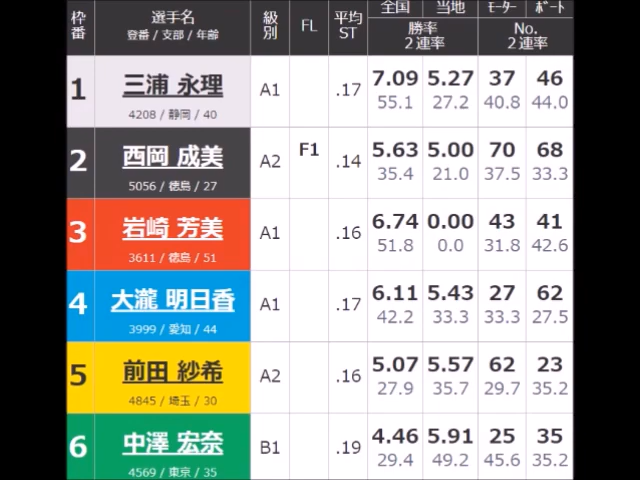 枠番 選手名 登番 / 支部 / 年齢 級別 FL 平均ST 全国 当地 モーター ボート
勝率 2連率 No. 2連率
1 三浦 永理 A1 .17 7.09 5.27 37 46
4208 / 静岡 / 40 55.1 27.2 40.8 44.0
2 西岡 成美 A2 F1 .14 5.63 5.00 70 68
5056 / 徳島 / 27 35.4 21.0 37.5 33.3
3 岩崎 芳美 A1 .16 6.74 0.00 43 41
3611 / 徳島 / 51 51.8 0.0 31.8 42.6
4 大瀧 明日香 A1 .17 6.11 5.43 27 62
3999 / 愛知 / 44 42.2 33.3 33.3 27.5
5 前田 紗希 A2 .16 5.07 5.57 62 23
4845 / 埼玉 / 30 27.9 35.7 29.7 35.2
6 中澤 宏奈 B1 .19 4.46 5.91 25 35
4569 / 東京 / 35 29.4 49.2 45.6 35.2